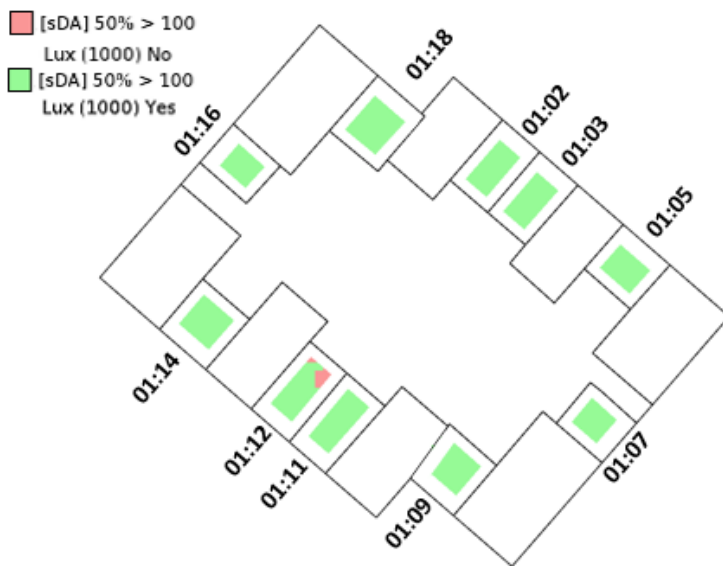 [sDA] 50% > 100
Lux (1000) No
[sDA] 50% > 100
Lux (1000) Yes
01:18
01:02
01:03
01:16
01:05
01:14
01:12
01:11
01:09
01:07